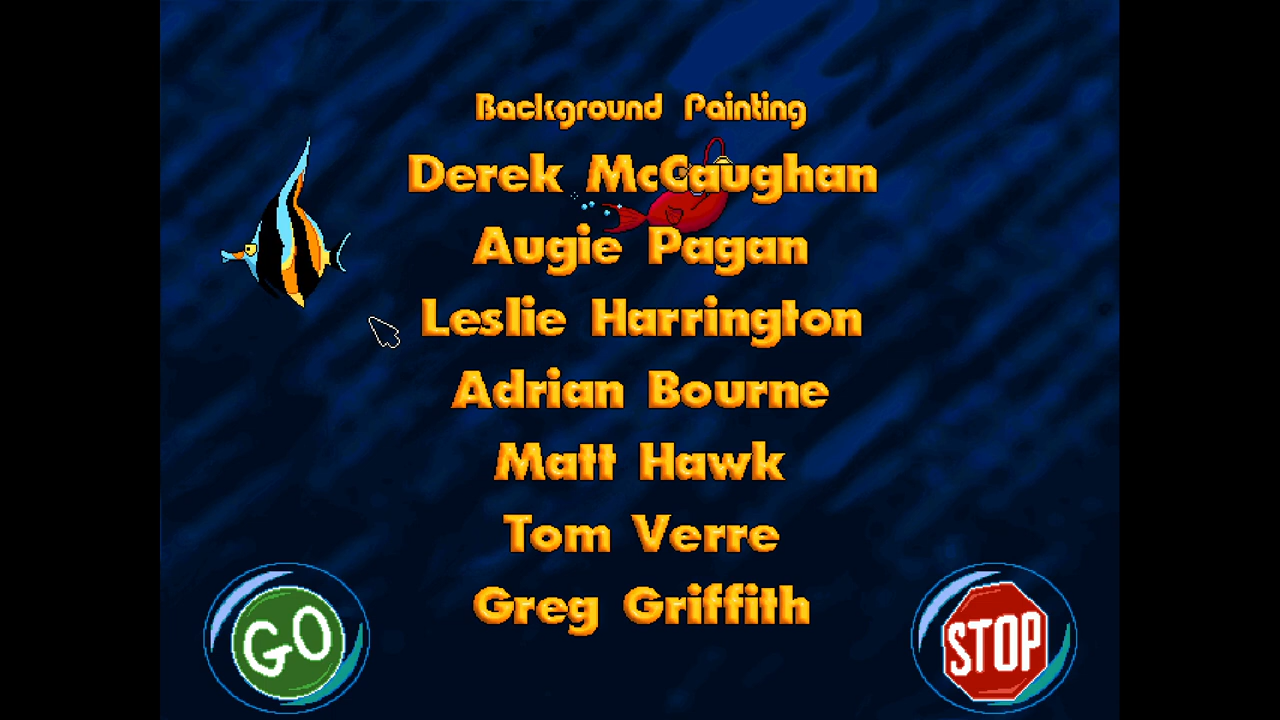 Background Painting
Derek McCaughan
Augie Pagan
Leslie Harrington
Adrian Bourne
Matt Hawk
Tom Verre
Greg Griffith
GO
STOP